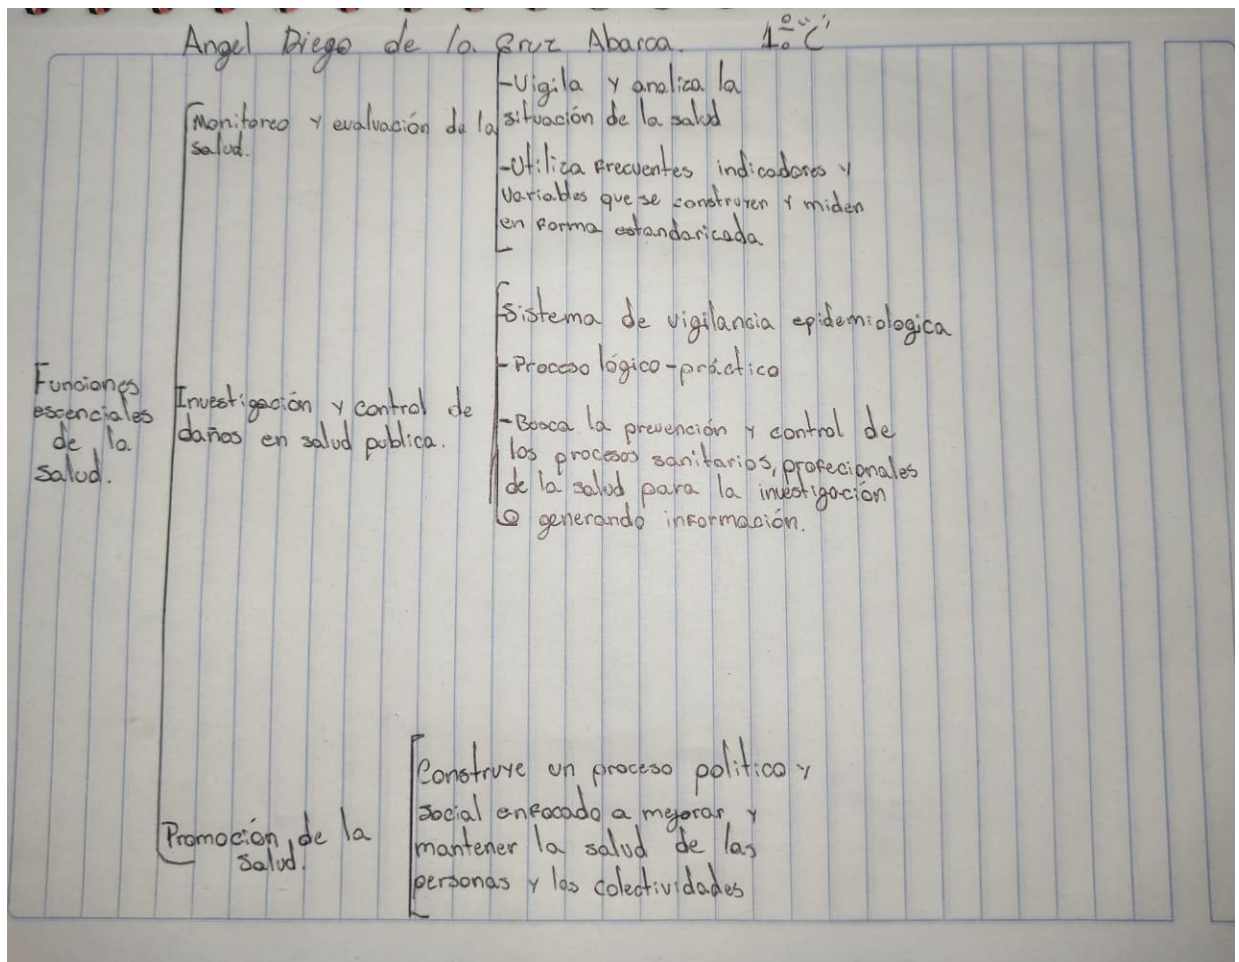 Angel Diego de la Cruz Abarca. 1º "C"
Monitoreo y evaluación de la
salud.
-Vigila y analiza la
situación de la salud
-Utiliza frecuentes indicadores y
variables que se construyen y miden
en forma estandaricada
Funciones
escenciales
de la
salud.
Investigación y control de
daños en salud publica.
Sistema de vigilancia epidemiologica
-Proceso lógico-práctico
-Busca la prevención y control de
los procesos sanitarios, profecionales
de la salud para la investigación
generando información.
Promoción de la
salud.
Construye un proceso politico y
social enfocado a mejorar y
mantener la salud de las
personas y las colectividades